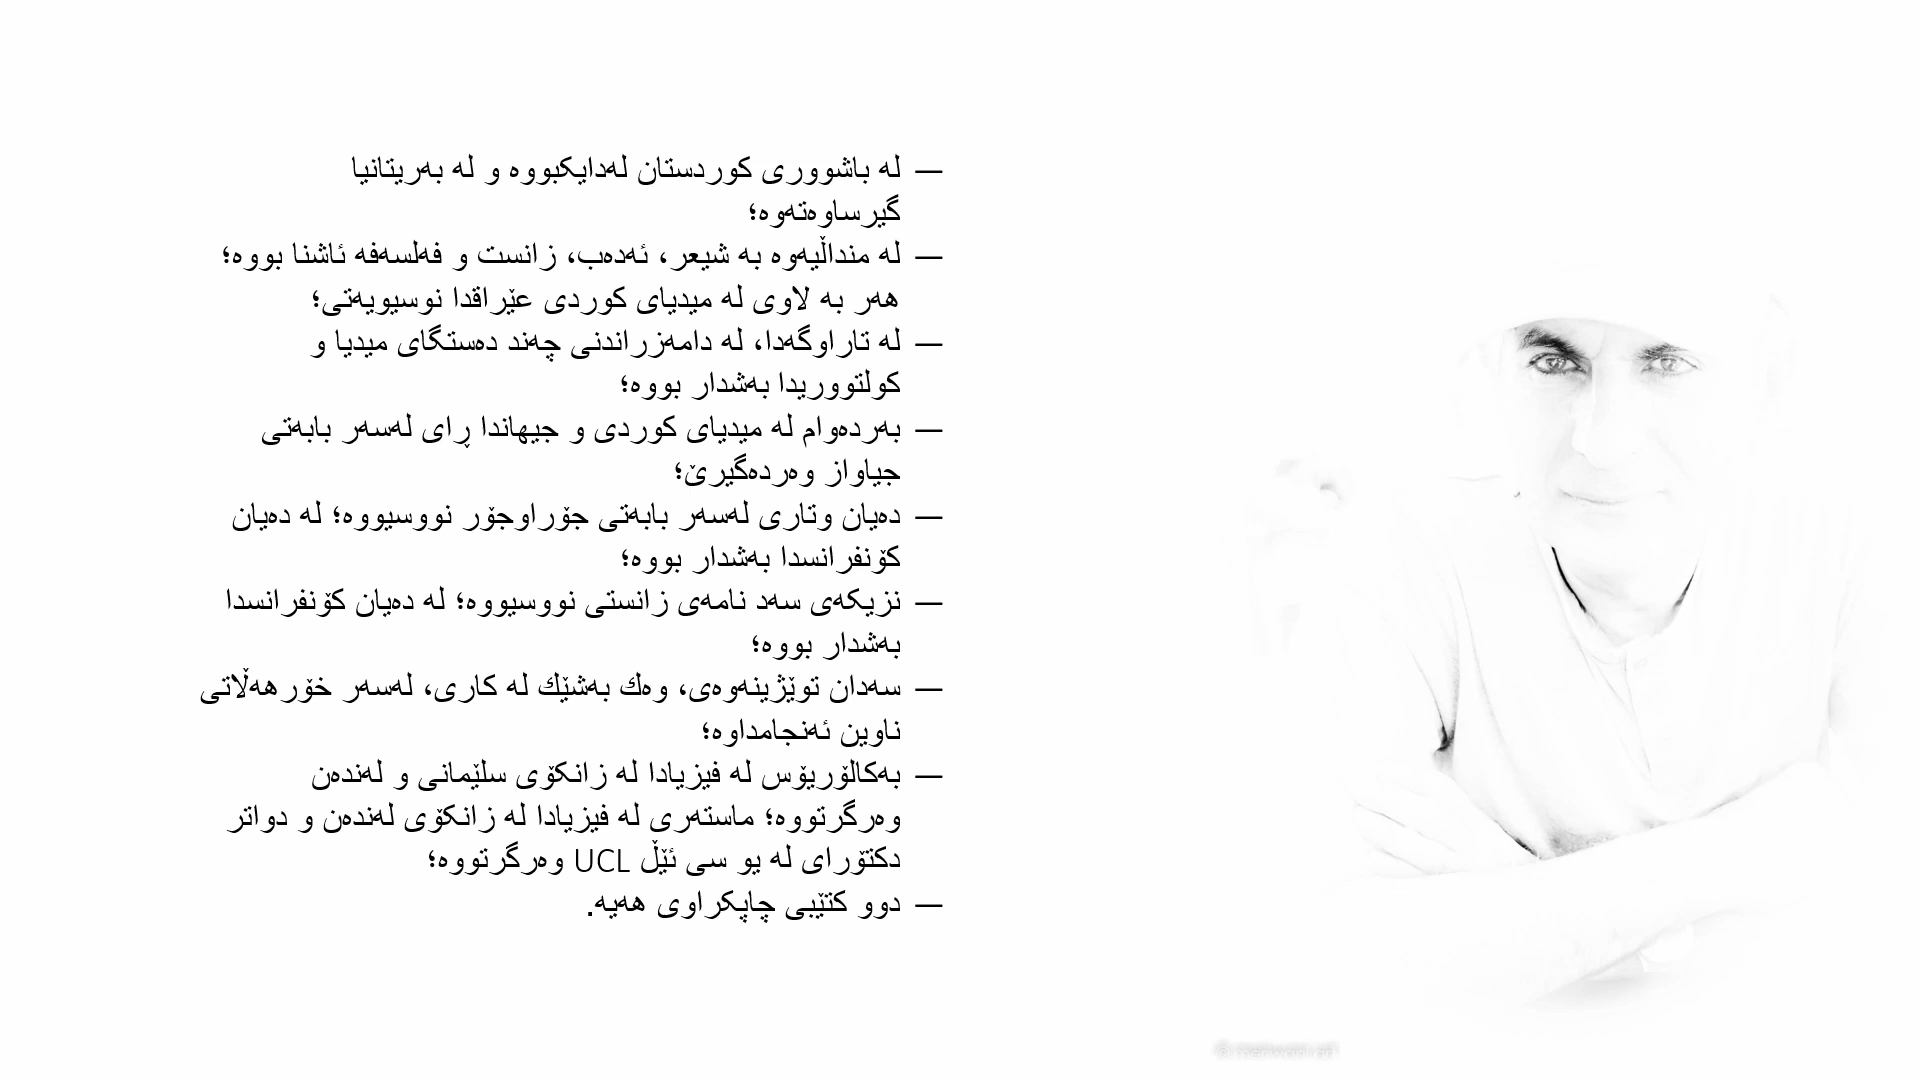 — لە باشووری کوردستان لەدایکبووە و لە بەریتانیا
گیرساوەتەوە؛
— لە منداڵیەوە بە شیعر، ئەدەب، زانست و فەلسەفە ئاشنا بووە؛
هەر بە لاوی لە میدیای کوردی عێراقدا نوسیویەتی؛
— لە تاراوگەدا، لە دامەزراندنی چەند دەستگای میدیا و
کولتووریدا بەشدار بووە؛
— بەردەوام لە میدیای کوردی و جیهاندا ڕای لەسەر بابەتی
جیاواز وەردەگیرێ؛
— دەیان وتاری لەسەر بابەتی جۆراوجۆر نووسیووە؛ لە دەیان
کۆنفرانسدا بەشدار بووە؛
— نزیکەی سەد نامەی زانستی نووسیووە؛ لە دەیان کۆنفرانسدا
بەشدار بووە؛
— سەدان توێژینەوەی، وەك بەشێك لە کاری، لەسەر خۆرهەڵاتی
ناوین ئەنجامداوە؛
— بەکالۆریۆس لە فیزیادا لە زانکۆی سلێمانی و لەندەن
وەرگرتووە؛ ماستەری لە فیزیادا لە زانکۆی لەندەن و دواتر
دکتۆرای لە یو سی ئێڵ UCL وەرگرتووە؛
— دوو کتێبی چاپکراوی هەیە.